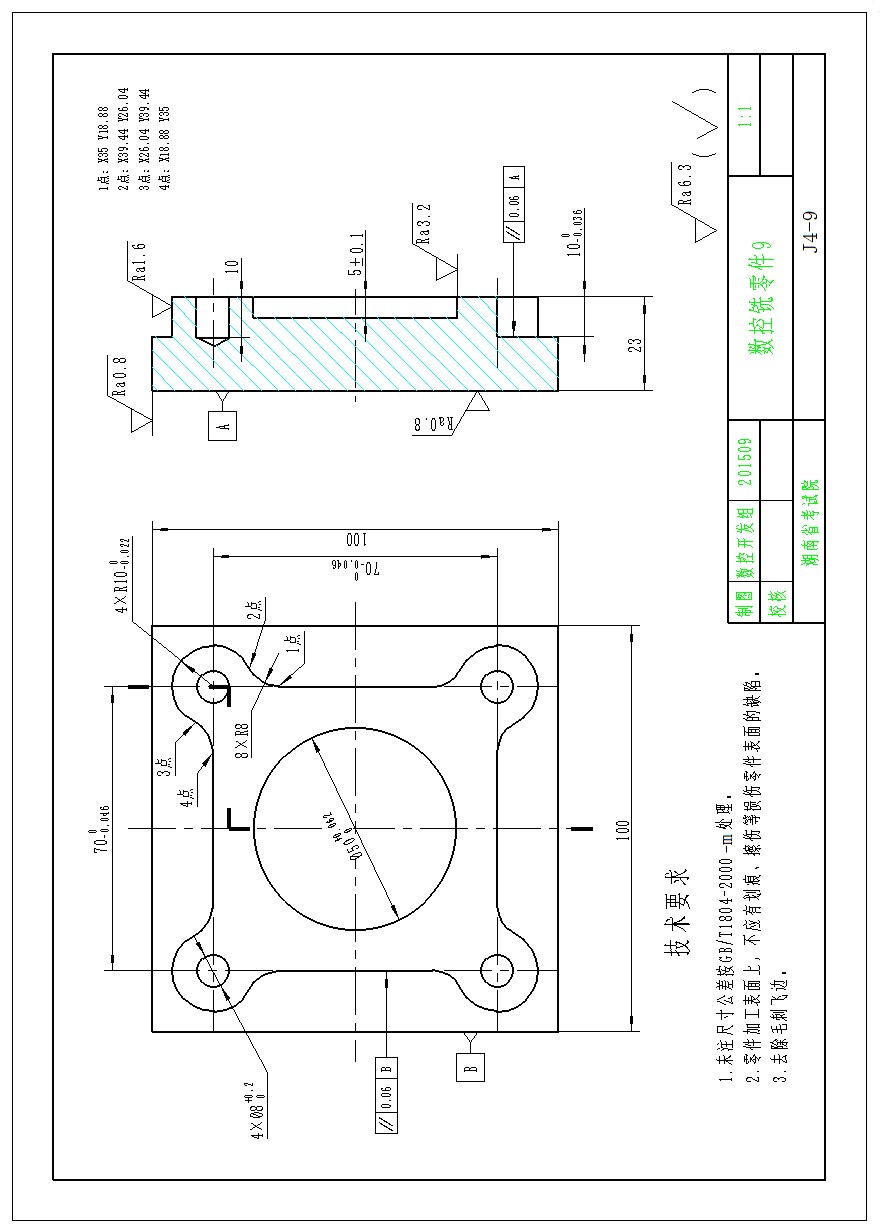 1点: X35 Y18.88
2点: X39.44 Y26.04
3点: X26.04 Y39.44
4点: X18.88 Y35
Ra0.8
Ra1.6
10
5±0.1
Ra3.2
// 0.06 A
10 0 -0.036
23
A
Ra0.8
Ra6.3 ( )
4×R10 0 -0.022
100
70 0 -0.046
2点
1点
8×R8
3点
4点
70 0 -0.046
Ø50 +0.062 0
100
4×Ø8 +0.2 0
// 0.06 B
B
技术要求
1.未注尺寸公差按GB/T1804-2000-m处理。
2.零件加工表面上，不应有划痕、擦伤等损伤零件表面的缺陷。
3.去除毛刺飞边。
制图 数控开发组 201509
校核
数控铣零件9
1:1
湖南省考试院
J4-9